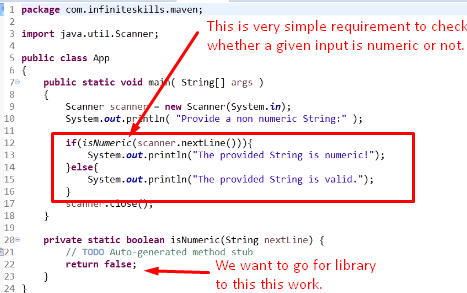 1 package com.infiniteskills.maven;
This is very simple requirement to check
2
whether a given input is numeric or not.
3 import java.util.Scanner;
4
5 public class App
6 {
7 public static void main( String[] args )
8 {
9 Scanner scanner = new Scanner(System.in);
10 System.out.println( "Provide a non numeric String:" );
11
12 if(isNumeric(scanner.nextLine())){
13 System.out.println("The provided String is numeric!");
14 }else{
15 System.out.println("The provided String is valid.");
16 }
17 scanner.close();
18 }
19
20 private static boolean isNumeric(String nextLine) {
21 // TODO Auto-generated method stub
22 return false;
We want to go for library
to this this work.
23 }
24 }